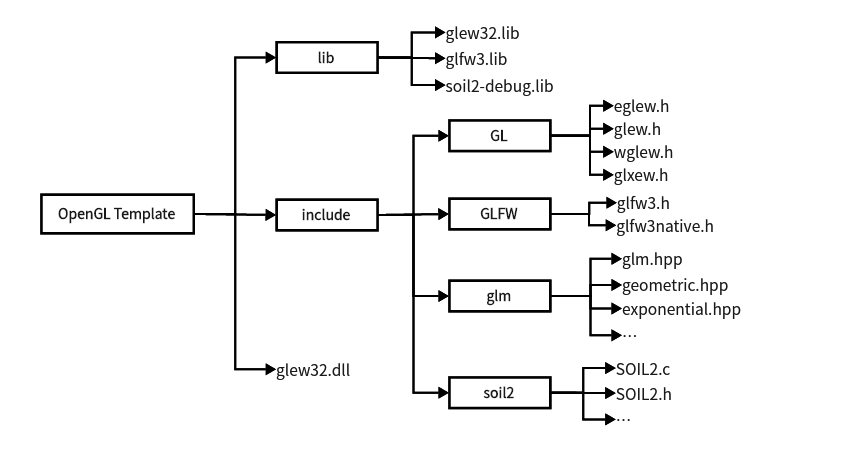 OpenGL Template
lib
glew32.lib
glfw3.lib
soil2-debug.lib
include
GL
eglew.h
glew.h
wglew.h
glxew.h
GLFW
glfw3.h
glfw3native.h
glm
glm.hpp
geometric.hpp
exponential.hpp
...
soil2
SOIL2.c
SOIL2.h
...
glew32.dll